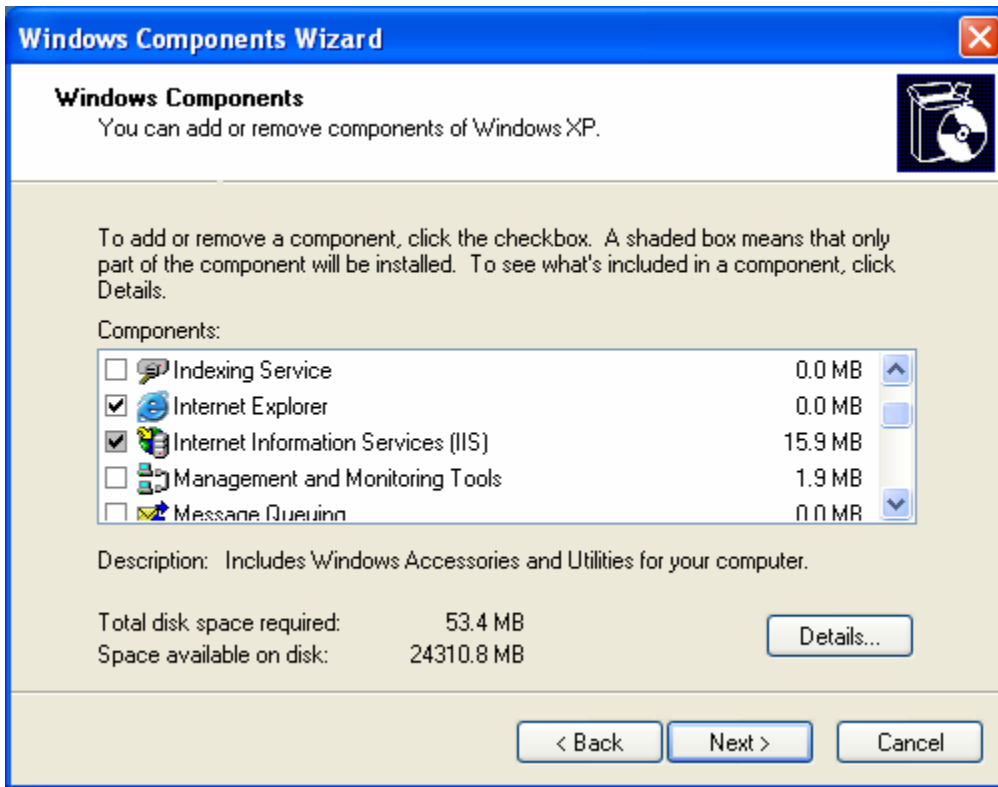 Windows Components Wizard
Windows Components
You can add or remove components of Windows XP.
To add or remove a component, click the checkbox. A shaded box means that only
part of the component will be installed. To see what's included in a component, click
Details.
Components:
Indexing Service 0.0 MB
Internet Explorer 0.0 MB
Internet Information Services (IIS) 15.9 MB
Management and Monitoring Tools 1.9 MB
Message Queuing 0.0 MB
Description: Includes Windows Accessories and Utilities for your computer.
Total disk space required: 53.4 MB
Space available on disk: 24310.8 MB
Details...
< Back Next > Cancel